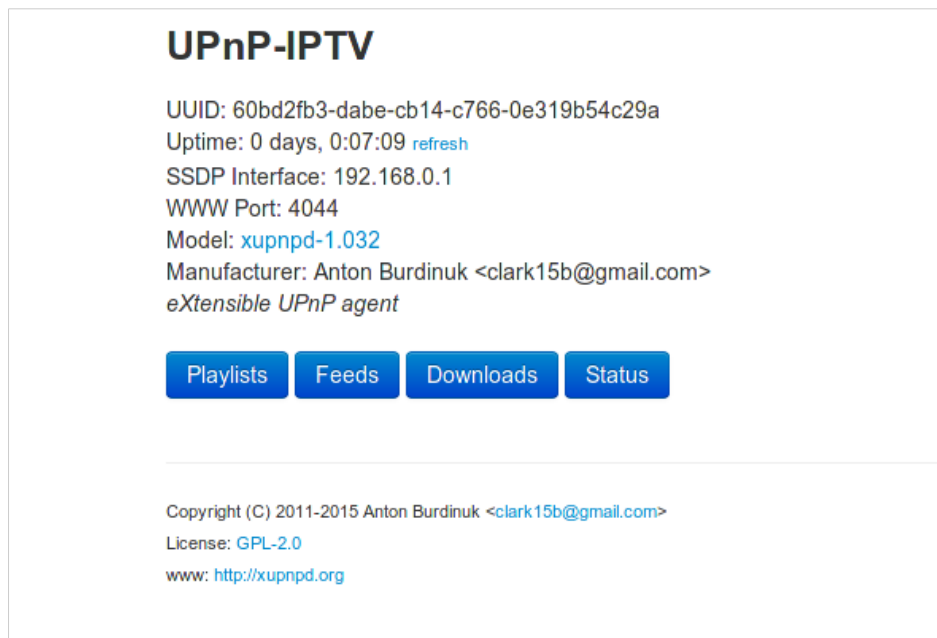 UPnP-IPTV
UUID: 60bd2fb3-dabe-cb14-c766-0e319b54c29a
Uptime: 0 days, 0:07:09 refresh
SSDP Interface: 192.168.0.1
WWW Port: 4044
Model: xupnpd-1.032
Manufacturer: Anton Burdinuk <clark15b@gmail.com>
eXtensible UPnP agent
Playlists Feeds Downloads Status
Copyright (C) 2011-2015 Anton Burdinuk <clark15b@gmail.com>
License: GPL-2.0
www: http://xupnpd.org